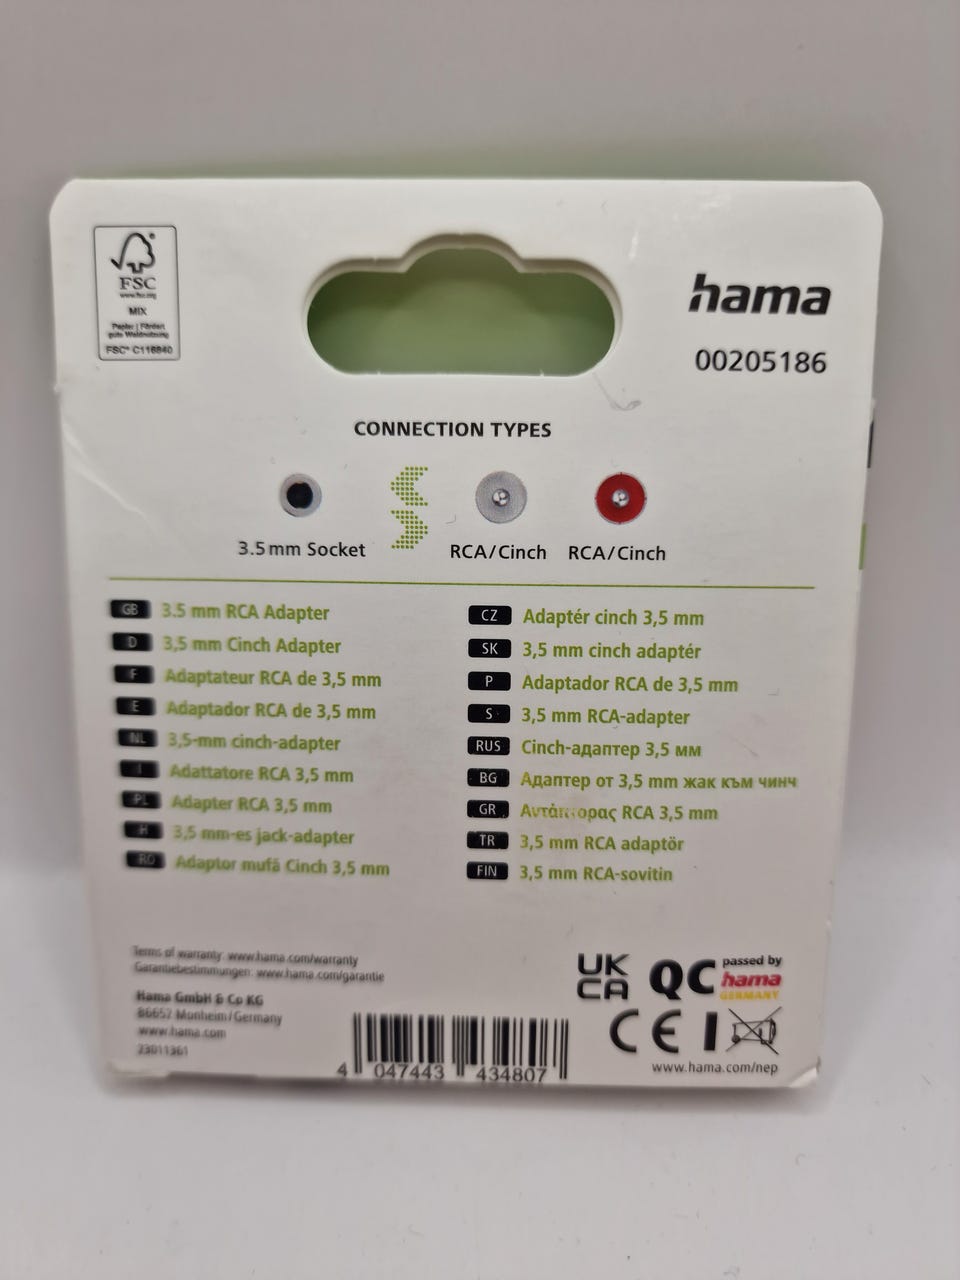 FSC
www.fsc.org
MIX
Papier | Fördert
gute Waldnutzung
FSC® C116840
hama
00205186
CONNECTION TYPES
3.5 mm Socket
RCA/Cinch
RCA/Cinch
GB 3.5 mm RCA Adapter
D 3,5 mm Cinch Adapter
F Adaptateur RCA de 3,5 mm
E Adaptador RCA de 3,5 mm
NL 3,5-mm cinch-adapter
I Adattatore RCA 3,5 mm
PL Adapter RCA 3,5 mm
H 3,5 mm-es jack-adapter
RO Adaptor mufă Cinch 3,5 mm
CZ Adaptér cinch 3,5 mm
SK 3,5 mm cinch adaptér
P Adaptador RCA de 3,5 mm
S 3,5 mm RCA-adapter
RUS Cinch-адаптер 3,5 мм
BG Адаптер от 3,5 mm жак към чинч
GR RCA 3,5 mm
TR 3,5 mm RCA adaptör
FIN 3,5 mm RCA-sovitin
Terms of warranty: www.hama.com/warranty
Garantiebestimmungen: www.hama.com/garantie
Hama GmbH & Co KG
86652 Monheim/Germany
www.hama.com
23011361
4 047443 434807
UK
CA
QC passed by
hama
GERMANY
CE
www.hama.com/nep